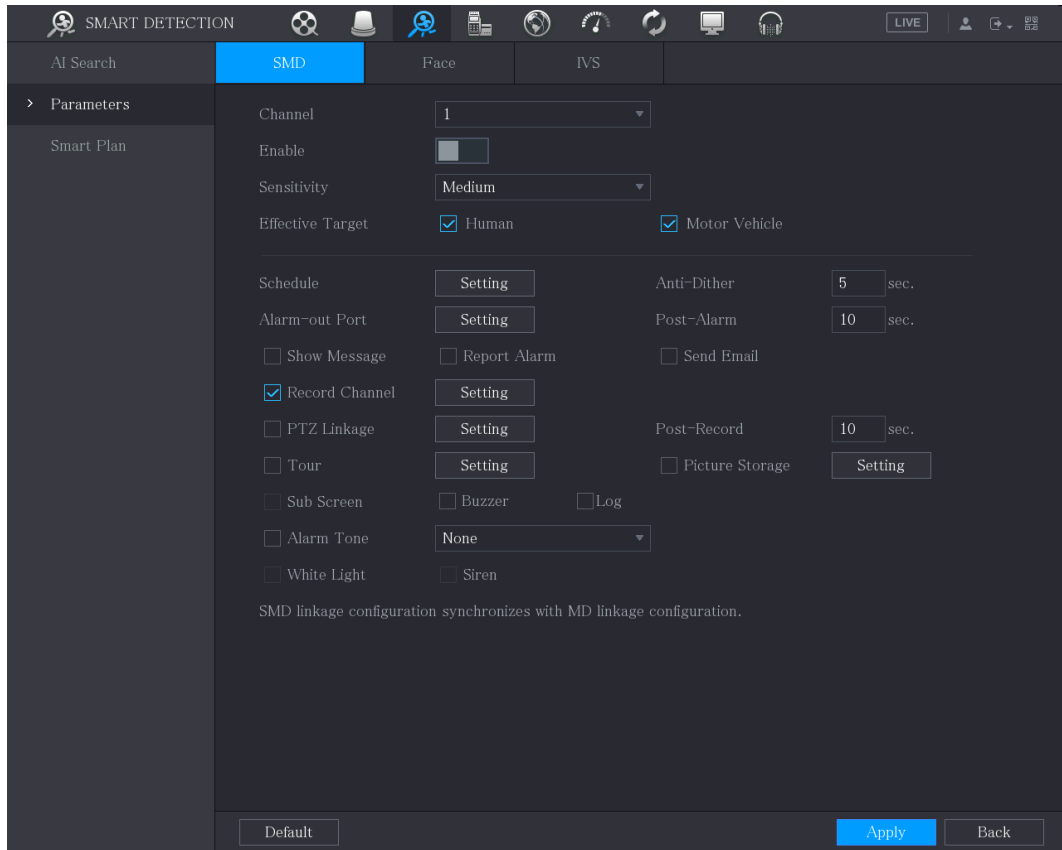 SMART DETECTION LIVE
AI Search SMD Face IVS
Parameters
Smart Plan
Channel 1
Enable
Sensitivity Medium
Effective Target Human Motor Vehicle
Schedule Setting Anti-Dither 5 sec.
Alarm-out Port Setting Post-Alarm 10 sec.
Show Message Report Alarm Send Email
Record Channel Setting
PTZ Linkage Setting Post-Record 10 sec.
Tour Setting Picture Storage Setting
Sub Screen Buzzer Log
Alarm Tone None
White Light Siren
SMD linkage configuration synchronizes with MD linkage configuration.
Default Apply Back